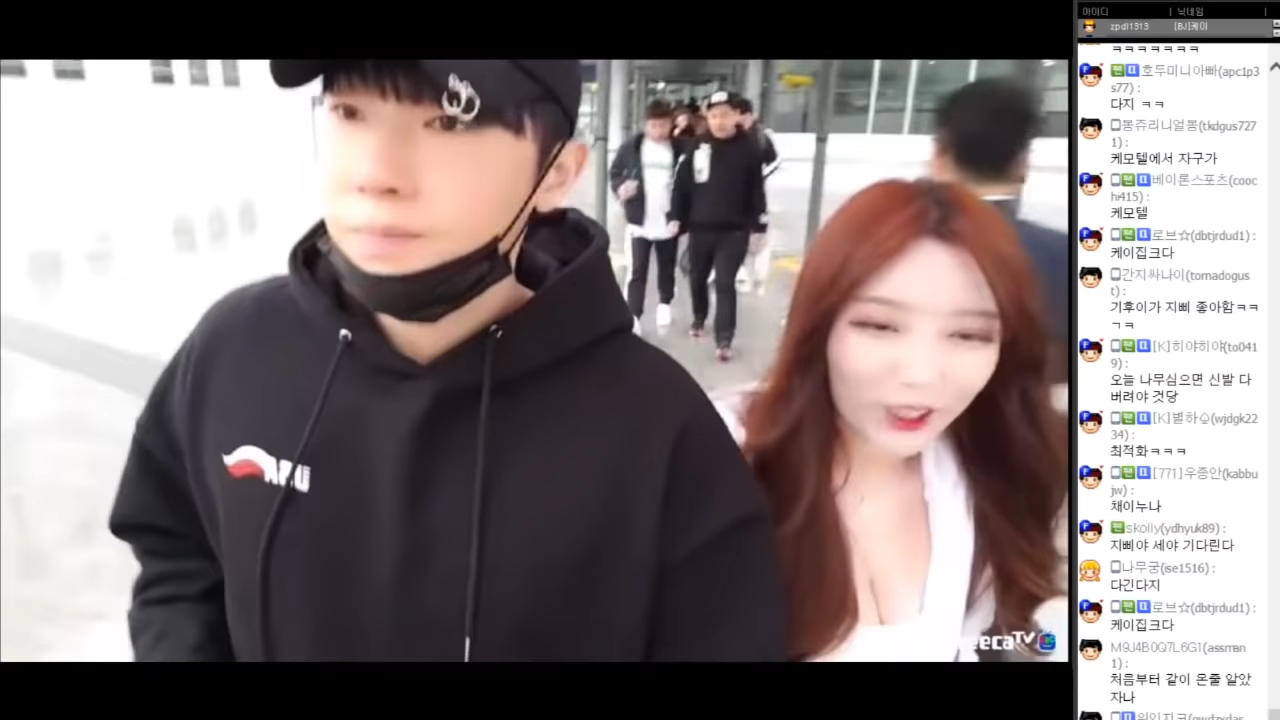 아이디 | 닉네임 |
zpdl1313 [BJ]케이
ㅋㅋㅋㅋㅋㅋㅋ
호두미니아빠(apc1p3
s77) :
다지 ㅋㅋ
몽쥬리니얼봉(tkdgus727
1) :
케모텔에서 자구가
베이론스포츠(cooc
hi415) :
케모텔
로브☆(dbtjrdud1) :
케이집크다
간지싸나이(tornadogus
t) :
기후이가 지삐 좋아함ㅋㅋ
ㄱㅋ
[K]히야히야(to041
9) :
오늘 나무심으면 신발 다
버려야 것당
[K]별하♤(wjdgk22
34) :
최적화ㅋㅋㅋ
[771]우종안(kabbu
jw) :
채이누나
skolly(ydhyuk89) :
지삐야 세야 기다린다
나무궁(ise1516) :
다긴다지
로브☆(dbtjrdud1) :
케이집크다
M9J4B0Q7L6G1(assman
1) :
처음부터 같이 온줄 알았
자나
eecaTV